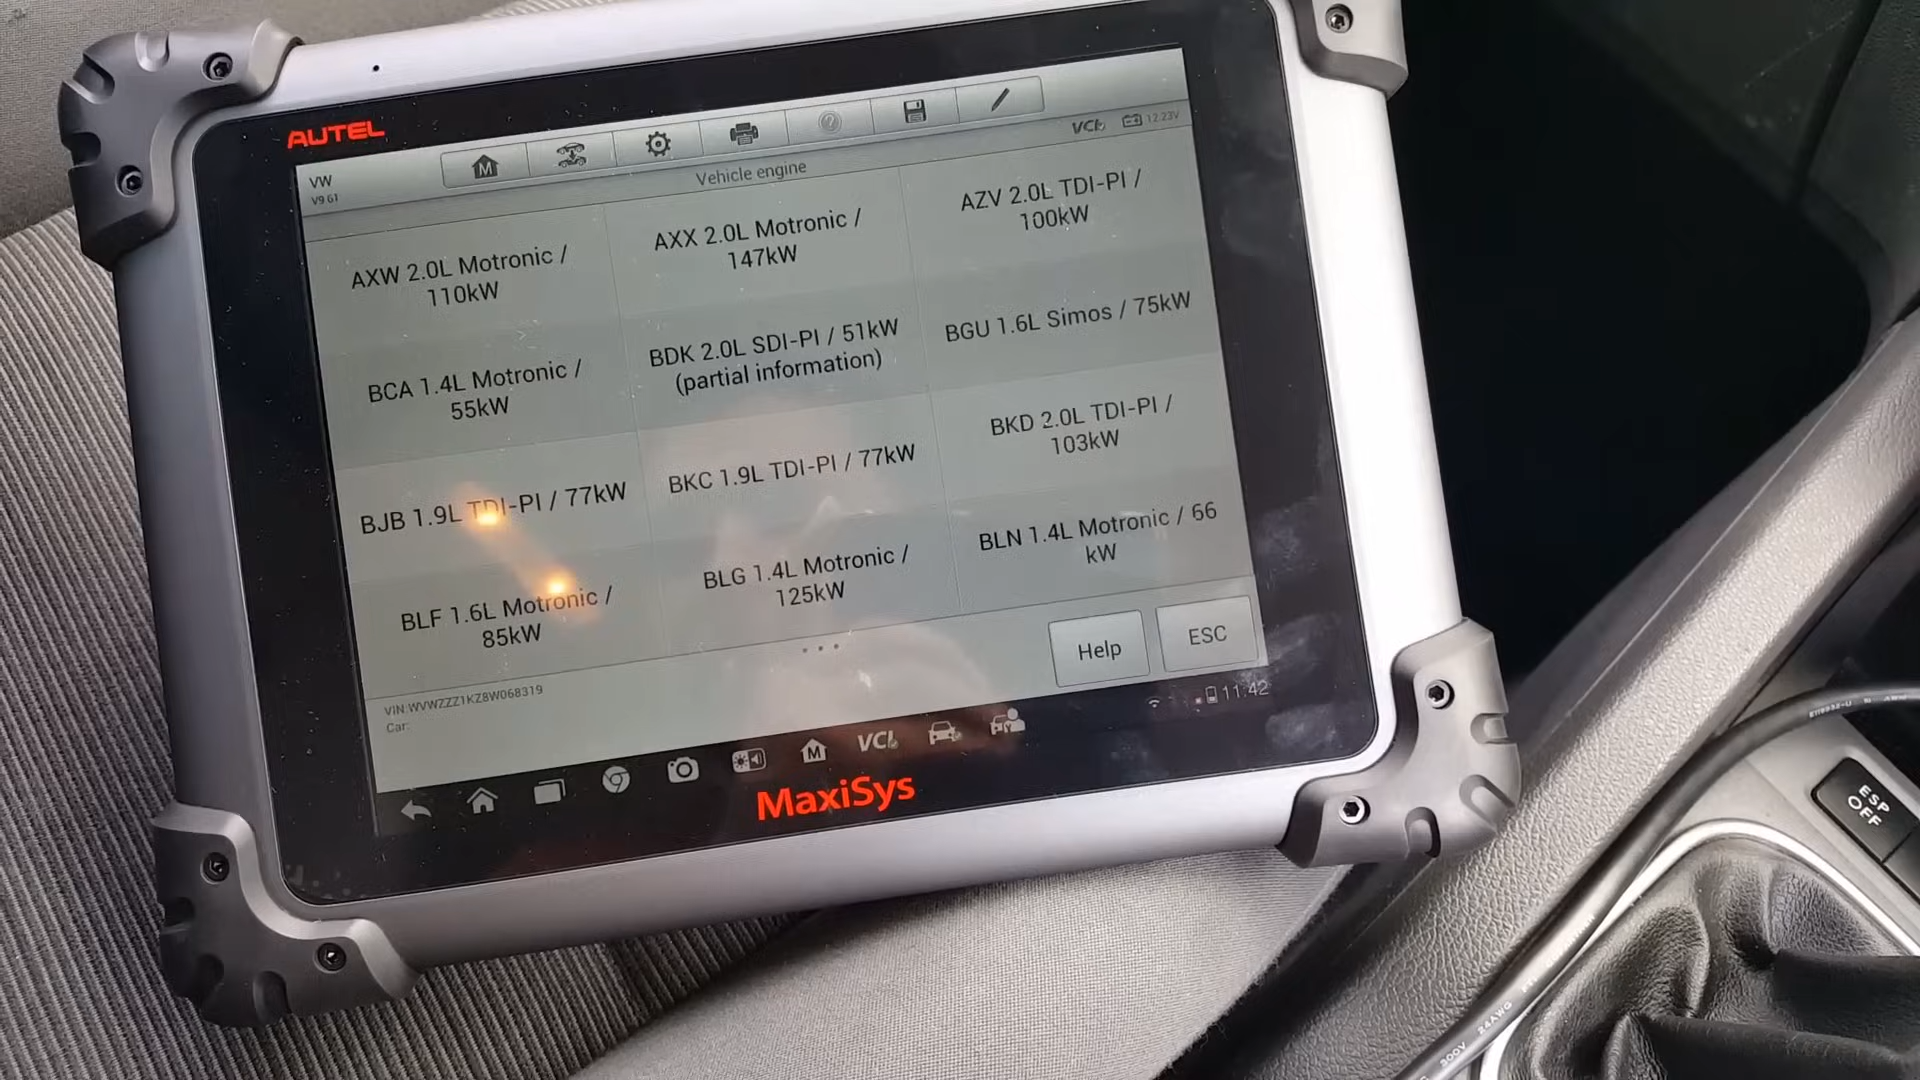 AUTEL
VW
V9.61
M
VCI
12.23V
Vehicle engine
AXW 2.0L Motronic /
110kW
AXX 2.0L Motronic /
147kW
AZV 2.0L TDI-PI /
100kW
BCA 1.4L Motronic /
55kW
BDK 2.0L SDI-PI / 51kW
(partial information)
BGU 1.6L Simos / 75kW
BJB 1.9L TDI-PI / 77kW
BKC 1.9L TDI-PI / 77kW
BKD 2.0L TDI-PI /
103kW
BLF 1.6L Motronic /
85kW
BLG 1.4L Motronic /
125kW
BLN 1.4L Motronic / 66
kW
Help
ESC
VIN:WVWZZZ1KZ8W068319
Car:
M
VCI
11:42
MaxiSys
ESP
OFF
300V
24AWG